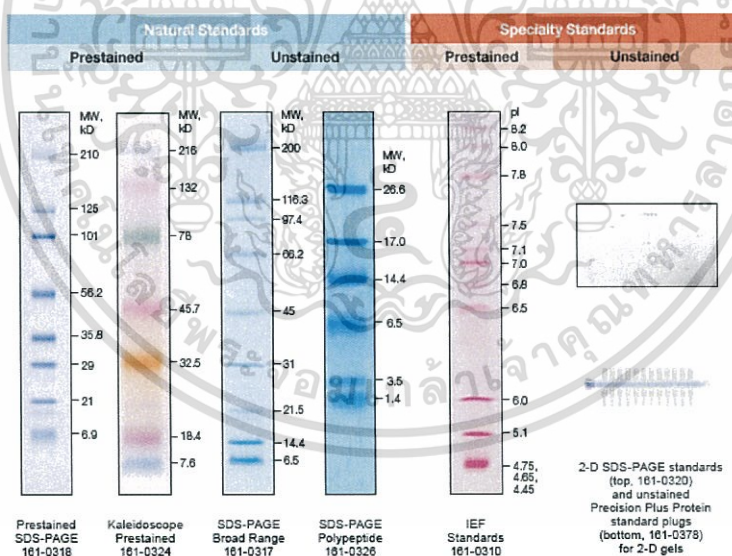 Natural Standards
Specialty Standards
Prestained
Unstained
Prestained
Unstained
MW,
kD
210
125
101
56.2
35.8
29
21
6.9
Prestained
SDS-PAGE
161-0318
MW,
kD
216
132
78
45.7
32.5
18.4
7.6
Kaleidoscope
Prestained
161-0324
MW,
kD
200
116.3
97.4
66.2
45
31
21.5
14.4
6.5
SDS-PAGE
Broad Range
161-0317
MW,
kD
26.6
17.0
14.4
6.5
3.5
1.4
SDS-PAGE
Polypeptide
161-0326
pI
8.2
8.0
7.8
7.5
7.1
7.0
6.8
6.5
6.0
5.1
4.75,
4.65,
4.45
IEF
Standards
161-0310
2-D SDS-PAGE standards
(top, 161-0320)
and unstained
Precision Plus Protein
standard plugs
(bottom, 161-0378)
for 2-D gels